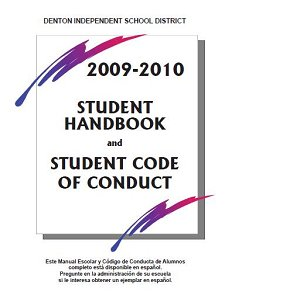 DENTON INDEPENDENT SCHOOL DISTRICT
2009-2010
STUDENT
HANDBOOK
and
STUDENT CODE
OF CONDUCT
Este Manual Escolar y Código de Conducta de Alumnos
completo está disponible en español.
Pregunte en la administración de su escuela
si le interesa obtener un ejemplar en español.